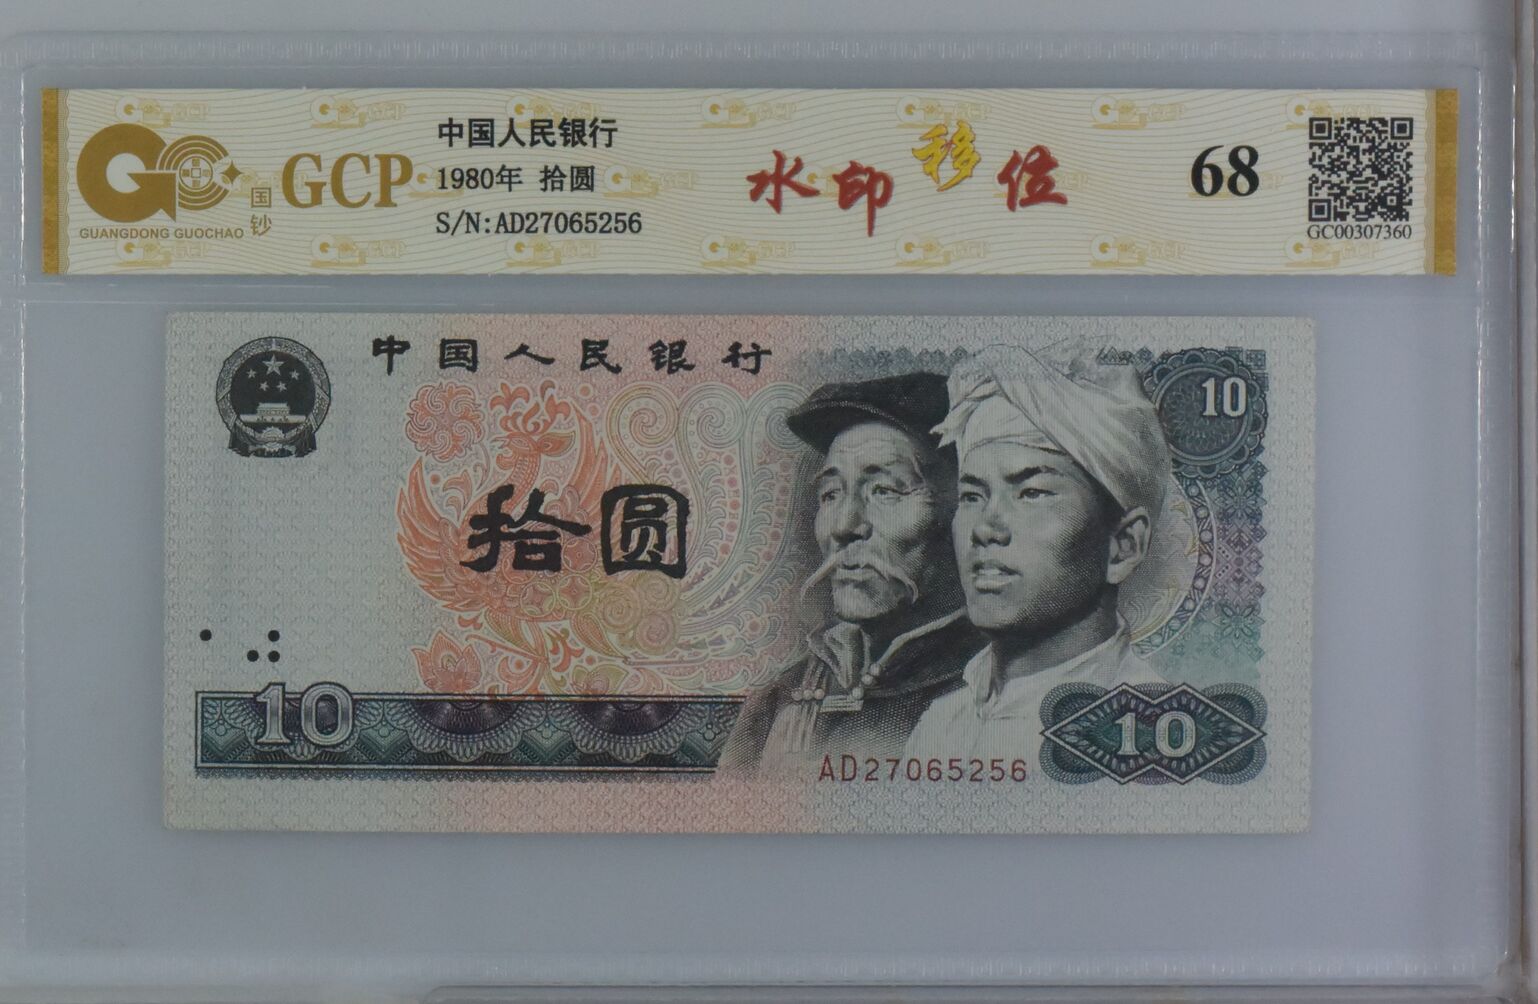 中国人民银行
GCP
国钞
GUANGDONG GUOCHAO
1980年 拾圆
S/N:AD27065256
水印移位
68
GC00307360
中国人民银行
10
拾圆
10
10
AD27065256